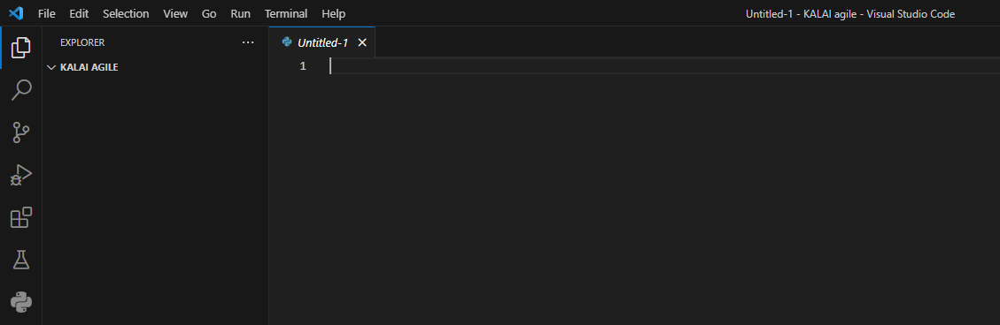 File Edit Selection View Go Run Terminal Help Untitled-1 - KALAI agile - Visual Studio Code
EXPLORER ···
KALAI AGILE
Untitled-1
1